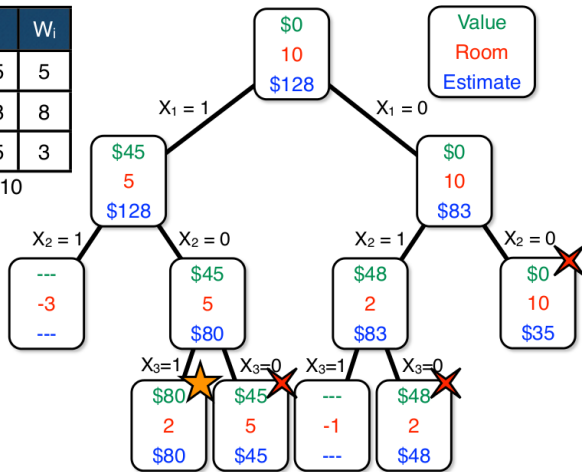 Wᵢ
5 5
8 8
5 3
10
$0
10
$128
Value
Room
Estimate
X₁ = 1
X₁ = 0
$45
5
$128
$0
10
$83
X₂ = 1
X₂ = 0
X₂ = 1
X₂ = 0
---
-3
---
$45
5
$80
$48
2
$83
$0
10
$35
X₃=1
X₃=0
X₃=1
X₃=0
$80
2
$80
$45
5
$45
---
-1
---
$48
2
$48